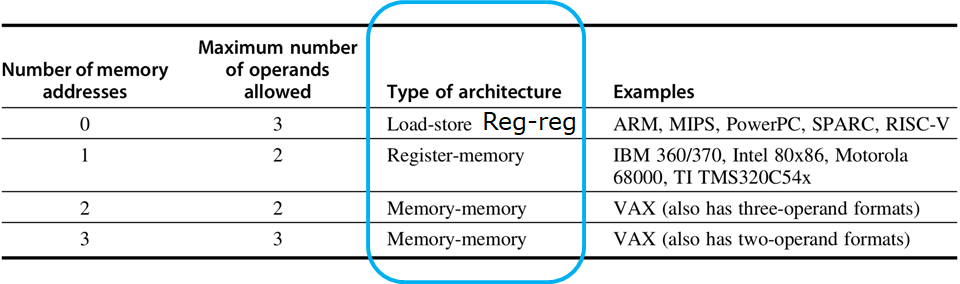 Number of memory addresses | Maximum number of operands allowed | Type of architecture | Examples
0 | 3 | Load-store Reg-reg | ARM, MIPS, PowerPC, SPARC, RISC-V
1 | 2 | Register-memory | IBM 360/370, Intel 80x86, Motorola 68000, TI TMS320C54x
2 | 2 | Memory-memory | VAX (also has three-operand formats)
3 | 3 | Memory-memory | VAX (also has two-operand formats)